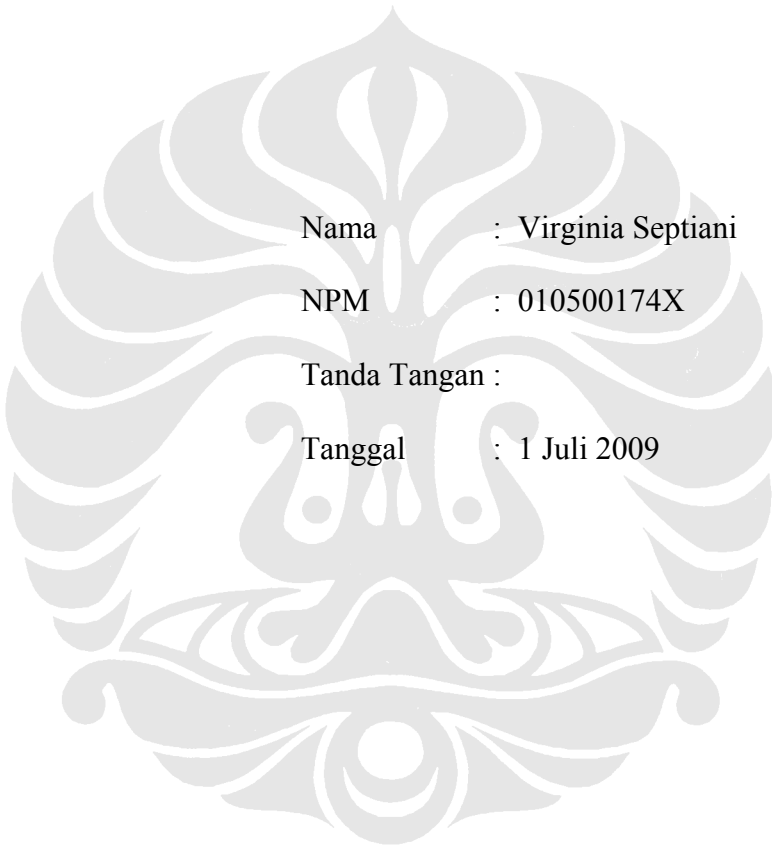 Nama : Virginia Septiani
NPM : 010500174X
Tanda Tangan :
Tanggal : 1 Juli 2009